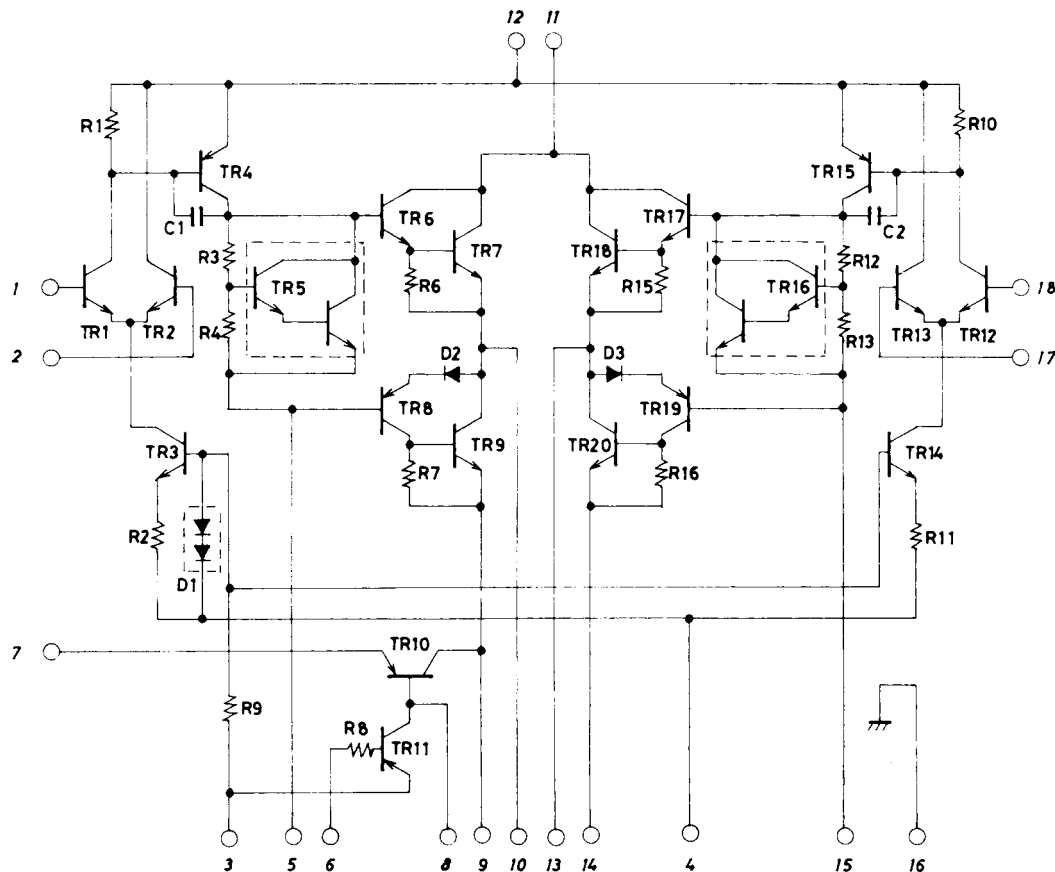 12 11
R1 R10
TR4 TR15
C1 TR6 TR17 C2
R3 TR7 TR18 R12
1 TR5 R6 R15 TR16 18
TR1 TR2 R4 R13 TR13 TR12
2 D2 D3 17
TR8 TR19
TR3 TR9 TR20 TR14
R7 R16
R2 R11
D1
7 TR10
R9 R8
TR11
3 5 6 8 9 10 13 14 4 15 16